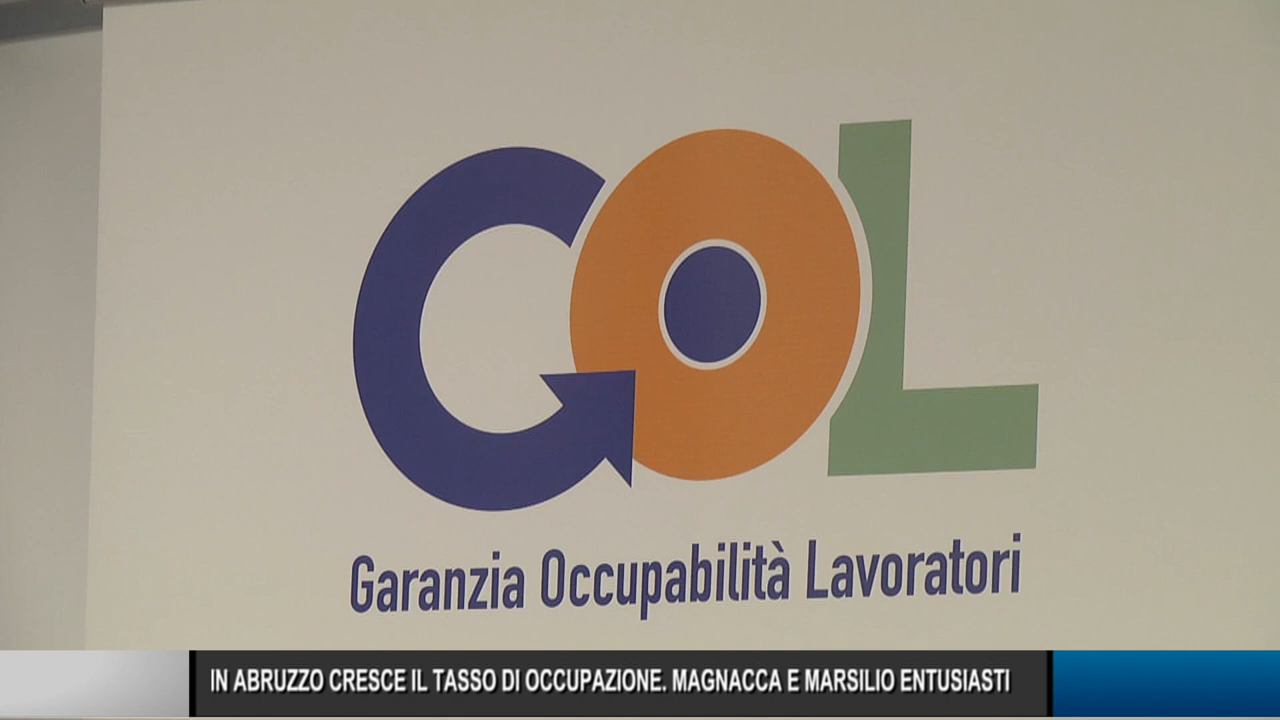 GOL
Garanzia Occupabilità Lavoratori
IN ABRUZZO CRESCE IL TASSO DI OCCUPAZIONE. MAGNACCA E MARSILIO ENTUSIASTI